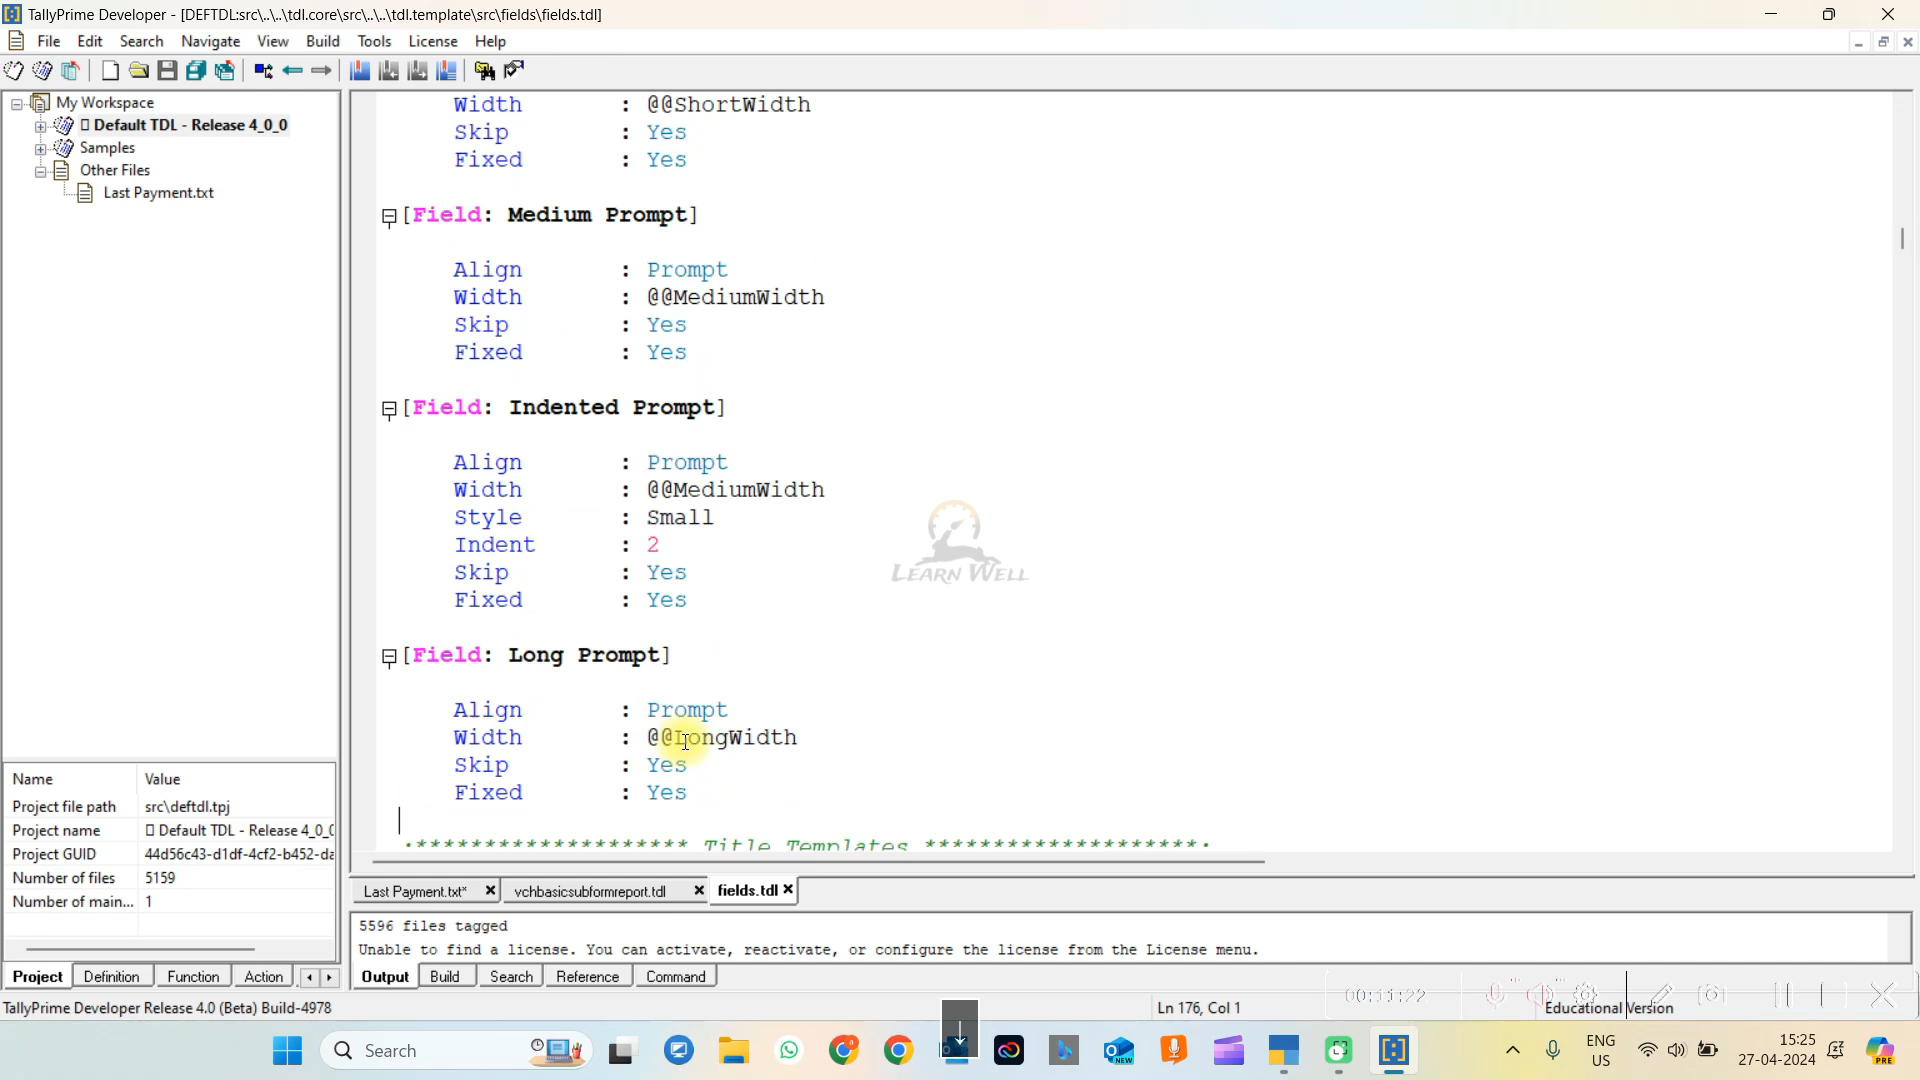 TallyPrime Developer - [DEFTDL:src\..\..\tdl.core\src\..\..\tdl.template\src\fields\fields.tdl]
File Edit Search Navigate View Build Tools License Help
My Workspace
Default TDL - Release 4_0_0
Samples
Other Files
Last Payment.txt
Width : @@ShortWidth
Skip : Yes
Fixed : Yes
[Field: Medium Prompt]
Align : Prompt
Width : @@MediumWidth
Skip : Yes
Fixed : Yes
[Field: Indented Prompt]
Align : Prompt
Width : @@MediumWidth
Style : Small
Indent : 2
Skip : Yes
Fixed : Yes
LEARN WELL
[Field: Long Prompt]
Align : Prompt
Width : @@LongWidth
Skip : Yes
Fixed : Yes
;******************** Title Templates ********************;
Name Value
Project file path src\deftdl.tpj
Project name Default TDL - Release 4_0_0
Project GUID 44d56c43-d1df-4cf2-b452-da
Number of files 5159
Number of main... 1
Last Payment.txt* vchbasicsubformreport.tdl fields.tdl
5596 files tagged
Unable to find a license. You can activate, reactivate, or configure the license from the License menu.
Project Definition Function Action
Output Build Search Reference Command
00:11:22
TallyPrime Developer Release 4.0 (Beta) Build-4978 Ln 176, Col 1 Educational Version
Search
NEW
ENG
US
15:25
27-04-2024
PRE